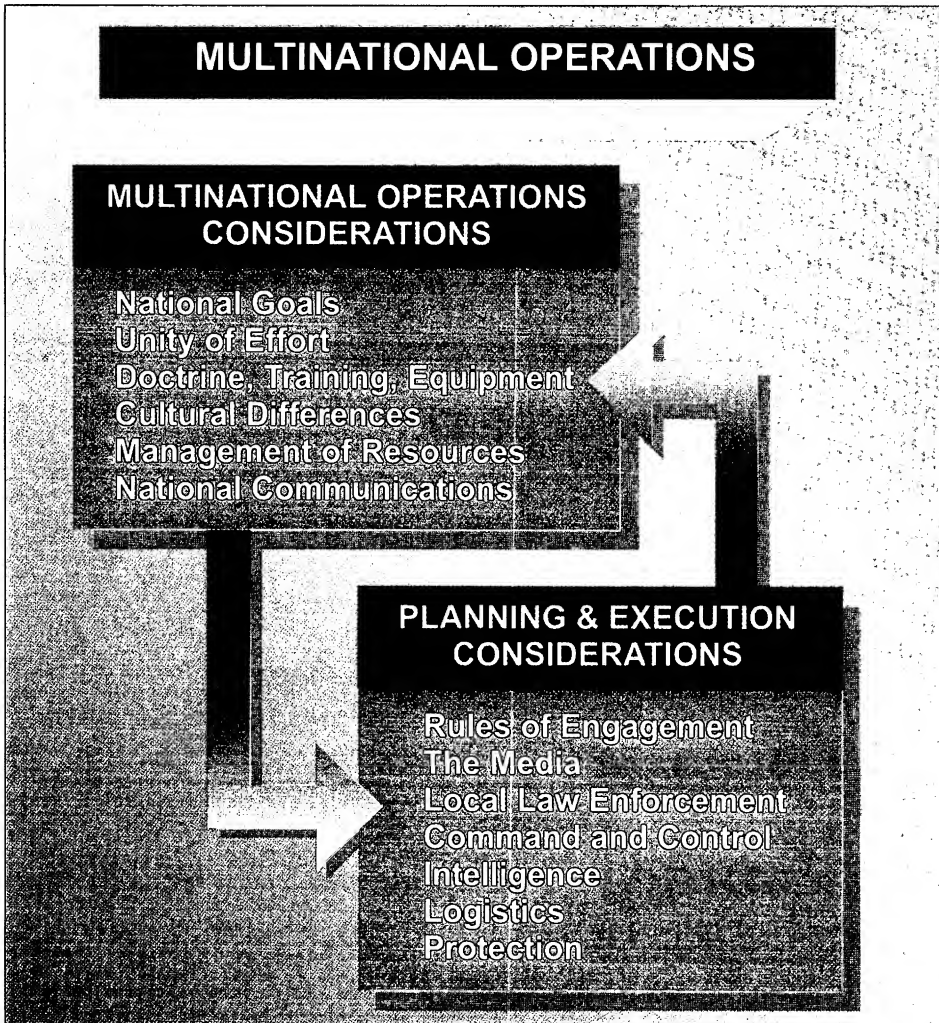 MULTINATIONAL OPERATIONS
MULTINATIONAL OPERATIONS
CONSIDERATIONS
National Goals
Unity of Effort
Doctrine, Training, Equipment
Cultural Differences
Management of Resources
National Communications
PLANNING & EXECUTION
CONSIDERATIONS
Rules of Engagement
The Media
Local Law Enforcement
Command and Control
Intelligence
Logistics
Protection